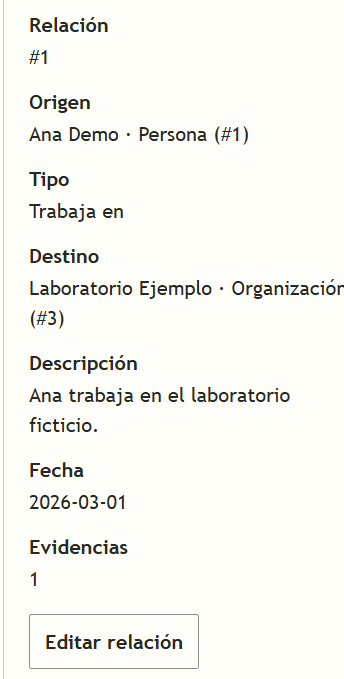 Relación
#1
Origen
Ana Demo · Persona (#1)
Tipo
Trabaja en
Destino
Laboratorio Ejemplo · Organización
(#3)
Descripción
Ana trabaja en el laboratorio
ficticio.
Fecha
2026-03-01
Evidencias
1
Editar relación